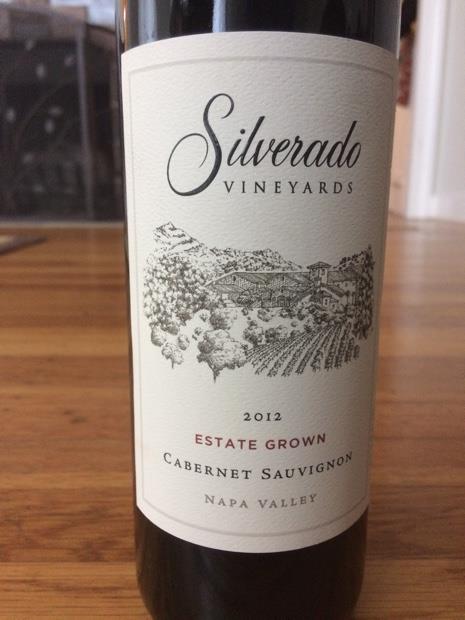 Silverado
VINEYARDS
2012
ESTATE GROWN
CABERNET SAUVIGNON
NAPA VALLEY